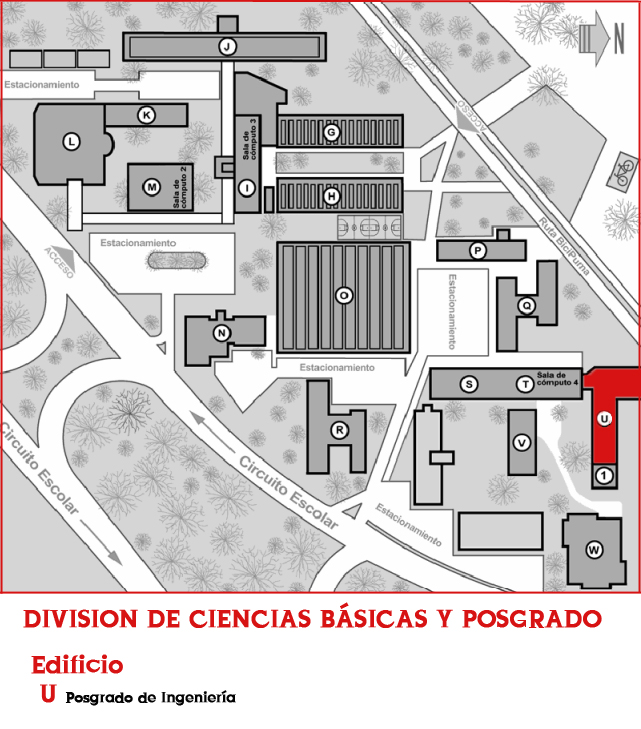 J
N
Estacionamiento
K
L
Sala de
cómputo 3
G
ACCESO
M
Sala de
cómputo 2
I
H
Estacionamiento
ACCESO
P
Ruta BiciPuma
O
Estacionamiento
Q
N
Estacionamiento
S
T
Sala de
cómputo 4
U
R
V
1
Circuito Escolar
Circuito Escolar
Estacionamiento
W
DIVISION DE CIENCIAS BÁSICAS Y POSGRADO
Edificio
U Posgrado de Ingeniería